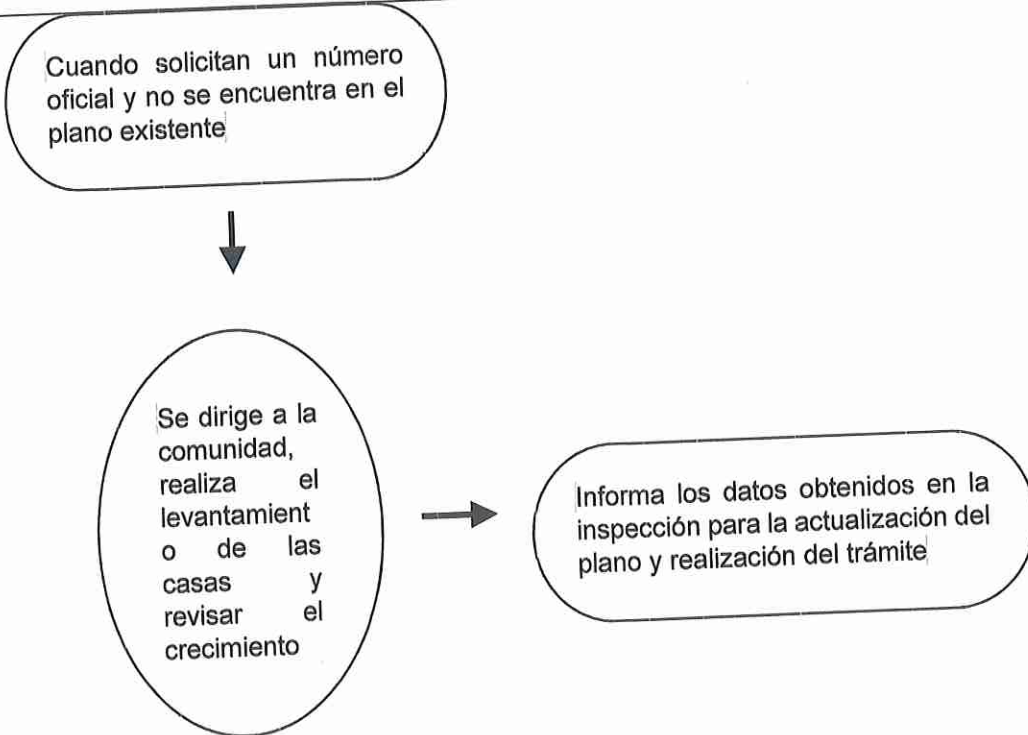 Cuando solicitan un número
oficial y no se encuentra en el
plano existente
Se dirige a la
comunidad,
realiza el
levantamient
o de las
casas y
revisar el
crecimiento
Informa los datos obtenidos en la
inspección para la actualización del
plano y realización del trámite